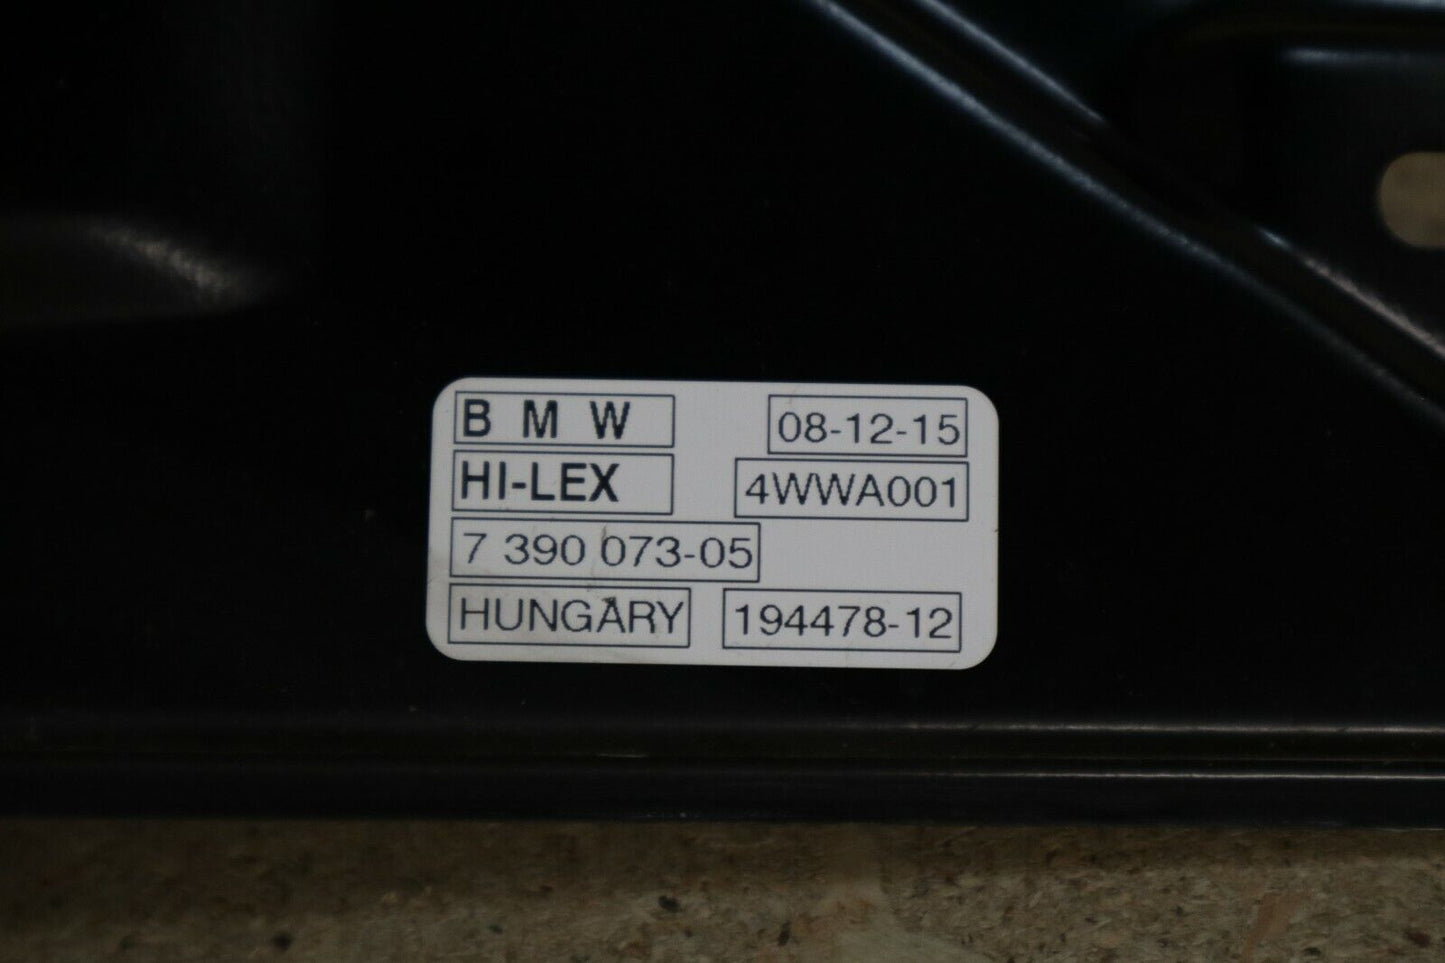 B M W 08-12-15
HI-LEX 4WWA001
7 390 073-05
HUNGARY 194478-12